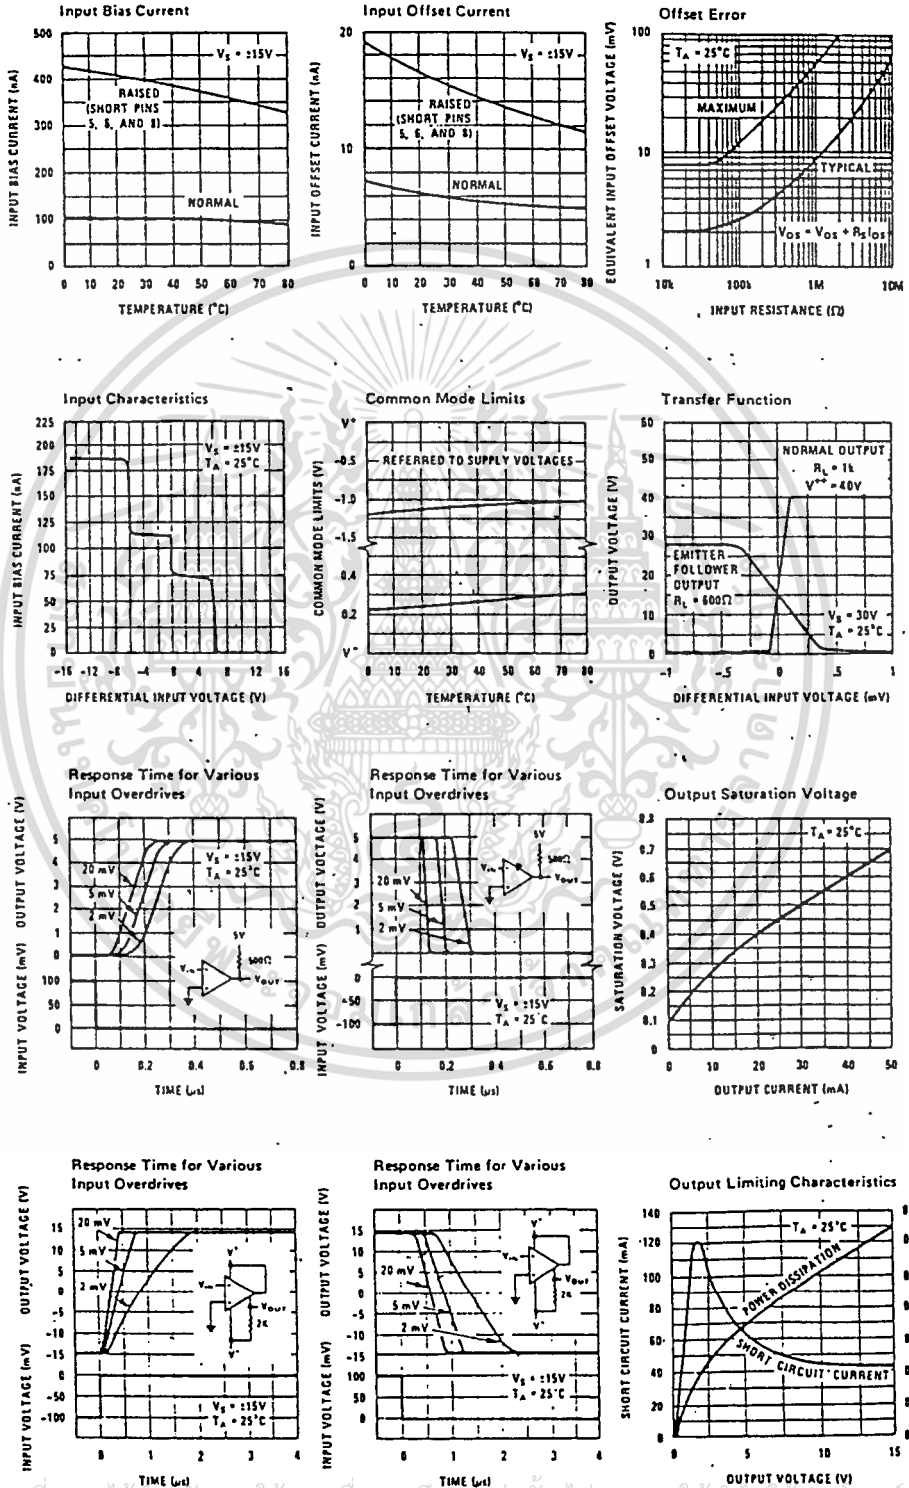 Input Bias Current
INPUT BIAS CURRENT (nA)
500
400
300
200
150
100
50
0
VS = ±15V
RAISED
(SHORT PINS
5, 6, AND 8)
NORMAL
0 10 20 30 40 50 60 70 80
TEMPERATURE (°C)
Input Offset Current
INPUT OFFSET CURRENT (nA)
20
10
0
VS = ±15V
RAISED
(SHORT PINS
5, 6, AND 8)
NORMAL
0 10 20 30 40 50 60 70 80
TEMPERATURE (°C)
Offset Error
EQUIVALENT INPUT OFFSET VOLTAGE (mV)
100
10
1
TA = 25°C
MAXIMUM
TYPICAL
VOS = VOS + RS IOS
10k 100k 1M 10M
INPUT RESISTANCE (Ω)
Input Characteristics
INPUT BIAS CURRENT (nA)
225
200
175
150
125
100
75
50
25
0
VS = ±15V
TA = 25°C
-16 -12 -8 -4 0 4 8 12 16
DIFFERENTIAL INPUT VOLTAGE (V)
Common Mode Limits
COMMON MODE LIMITS (V)
V+
-0.5
-1.0
-1.5
0.4
0.2
V-
REFERRED TO SUPPLY VOLTAGES
0 10 20 30 40 50 60 70 80
TEMPERATURE (°C)
Transfer Function
OUTPUT VOLTAGE (V)
60
50
40
30
20
10
0
NORMAL OUTPUT
RL = 1k
V++ = 40V
EMITTER
FOLLOWER
OUTPUT
RL = 600Ω
VS = 30V
TA = 25°C
-1 -.5 0 .5 1
DIFFERENTIAL INPUT VOLTAGE (mV)
Response Time for Various
Input Overdrives
INPUT VOLTAGE (mV) OUTPUT VOLTAGE (V)
5
4
3
2
1
0
100
50
0
20 mV
5 mV
2 mV
VS = ±15V
TA = 25°C
5V
500Ω
VIN
VOUT
0 0.2 0.4 0.6 0.8
TIME (µs)
Response Time for Various
Input Overdrives
INPUT VOLTAGE (mV) OUTPUT VOLTAGE (V)
5
4
3
2
1
0
0
-50
-100
20 mV
5 mV
2 mV
5V
500Ω
VIN
VOUT
VS = ±15V
TA = 25°C
0 0.2 0.4 0.6 0.8
TIME (µs)
Output Saturation Voltage
SATURATION VOLTAGE (V)
0.8
0.7
0.6
0.5
0.4
0.3
0.2
0.1
0
TA = 25°C
0 10 20 30 40 50
OUTPUT CURRENT (mA)
Response Time for Various
Input Overdrives
INPUT VOLTAGE (mV) OUTPUT VOLTAGE (V)
15
10
5
0
-5
-10
-15
0
-50
-100
20 mV
5 mV
2 mV
V+
VIN
VOUT
2K
V-
VS = ±15V
TA = 25°C
0 1 2 3 4
TIME (µs)
Response Time for Various
Input Overdrives
INPUT VOLTAGE (mV) OUTPUT VOLTAGE (V)
15
10
5
0
-5
-10
-15
100
50
0
20 mV
5 mV
2 mV
V+
VIN
VOUT
2K
V-
VS = ±15V
TA = 25°C
0 1 2 3 4
TIME (µs)
Output Limiting Characteristics
SHORT CIRCUIT CURRENT (mA)
140
120
100
80
60
40
20
0
TA = 25°C
POWER DISSIPATION
SHORT CIRCUIT CURRENT
0 5 10 15
OUTPUT VOLTAGE (V)